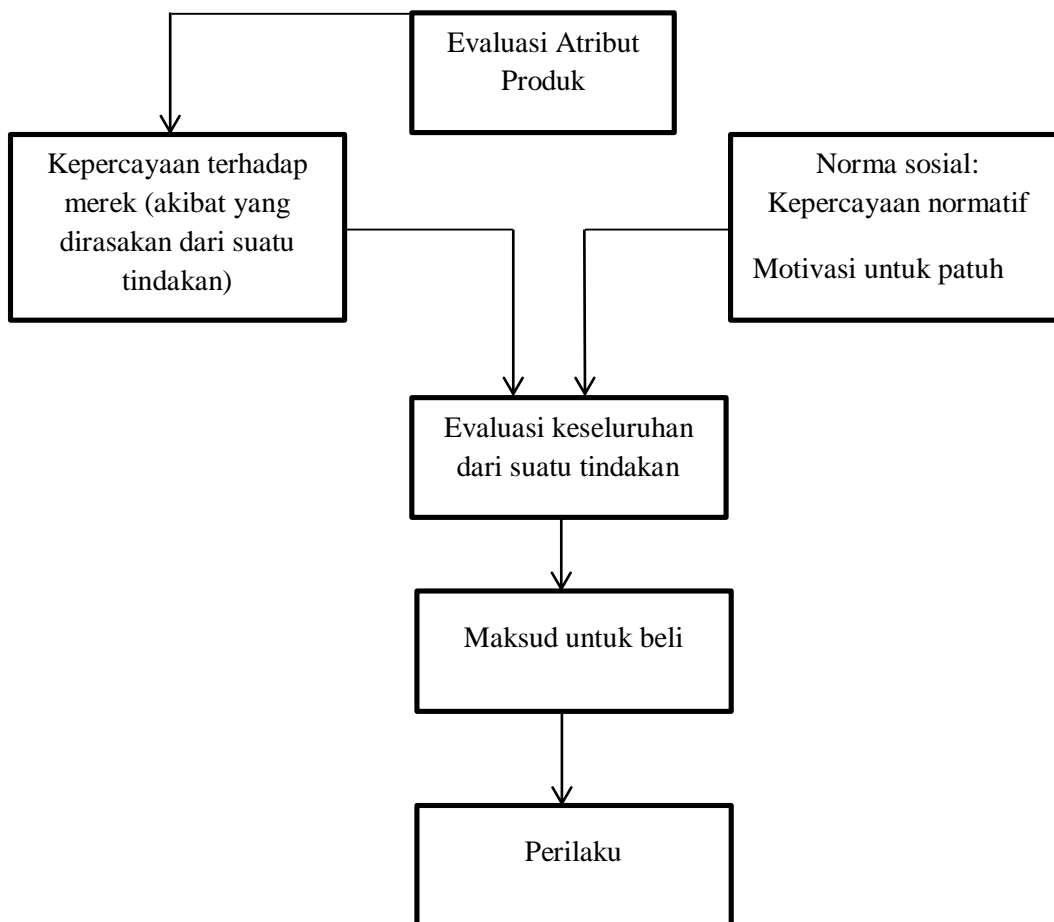 Evaluasi Atribut
Produk
Kepercayaan terhadap
merek (akibat yang
dirasakan dari suatu
tindakan)
Norma sosial:
Kepercayaan normatif
Motivasi untuk patuh
Evaluasi keseluruhan
dari suatu tindakan
Maksud untuk beli
Perilaku